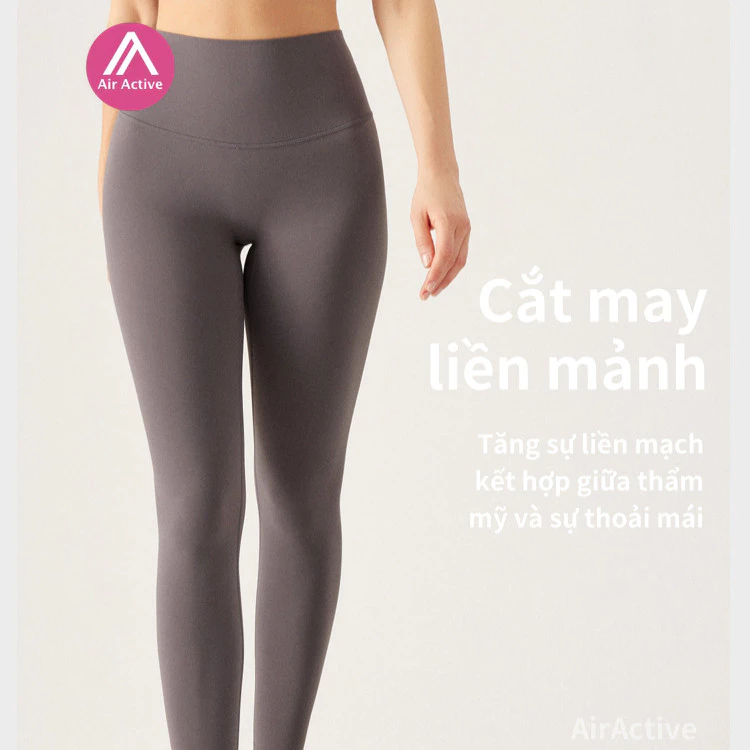 Air Active
Cắt may
liền mảnh
Tăng sự liền mạch
kết hợp giữa thẩm
mỹ và sự thoải mái
AirActive